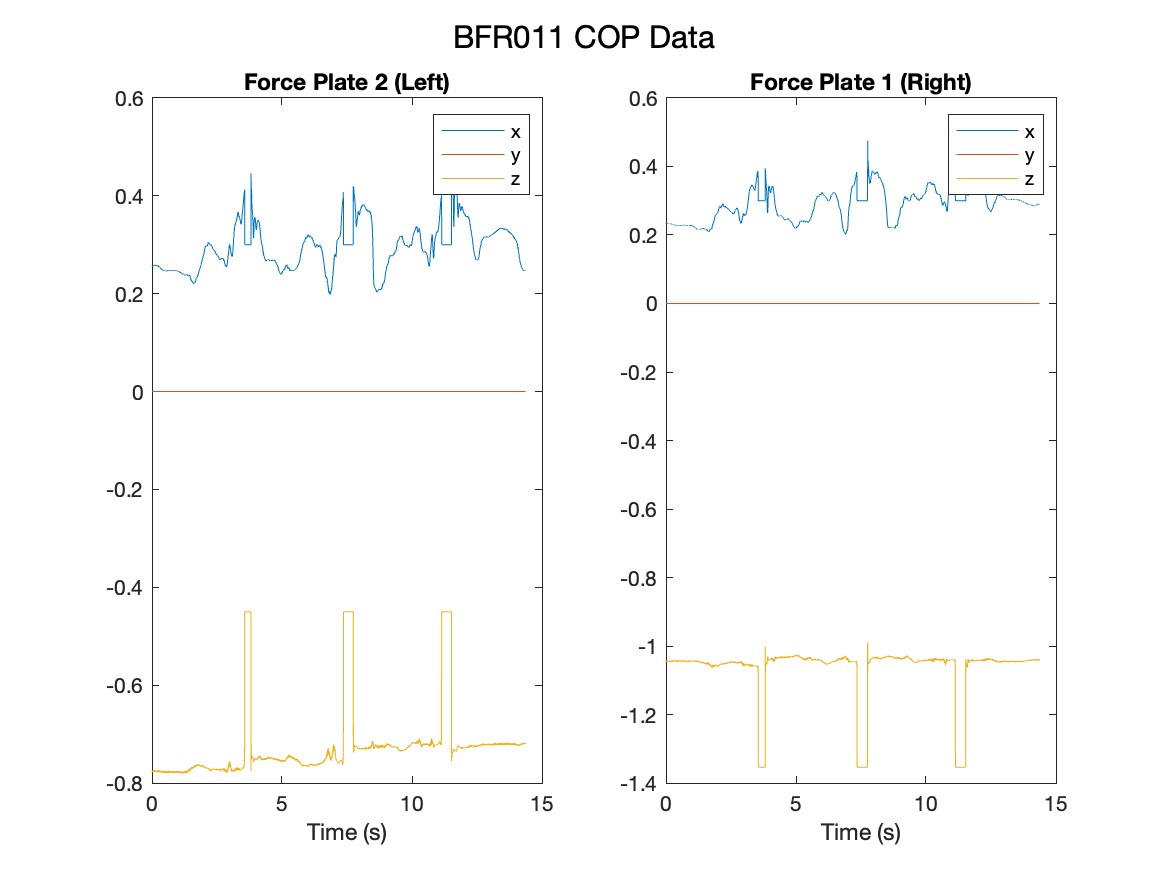 BFR011 COP Data
Force Plate 2 (Left)
0.6
0.4
0.2
0
-0.2
-0.4
-0.6
-0.8
0
5
10
15
Time (s)
x
y
z
Force Plate 1 (Right)
0.6
0.4
0.2
0
-0.2
-0.4
-0.6
-0.8
-1
-1.2
-1.4
0
5
10
15
Time (s)
x
y
z